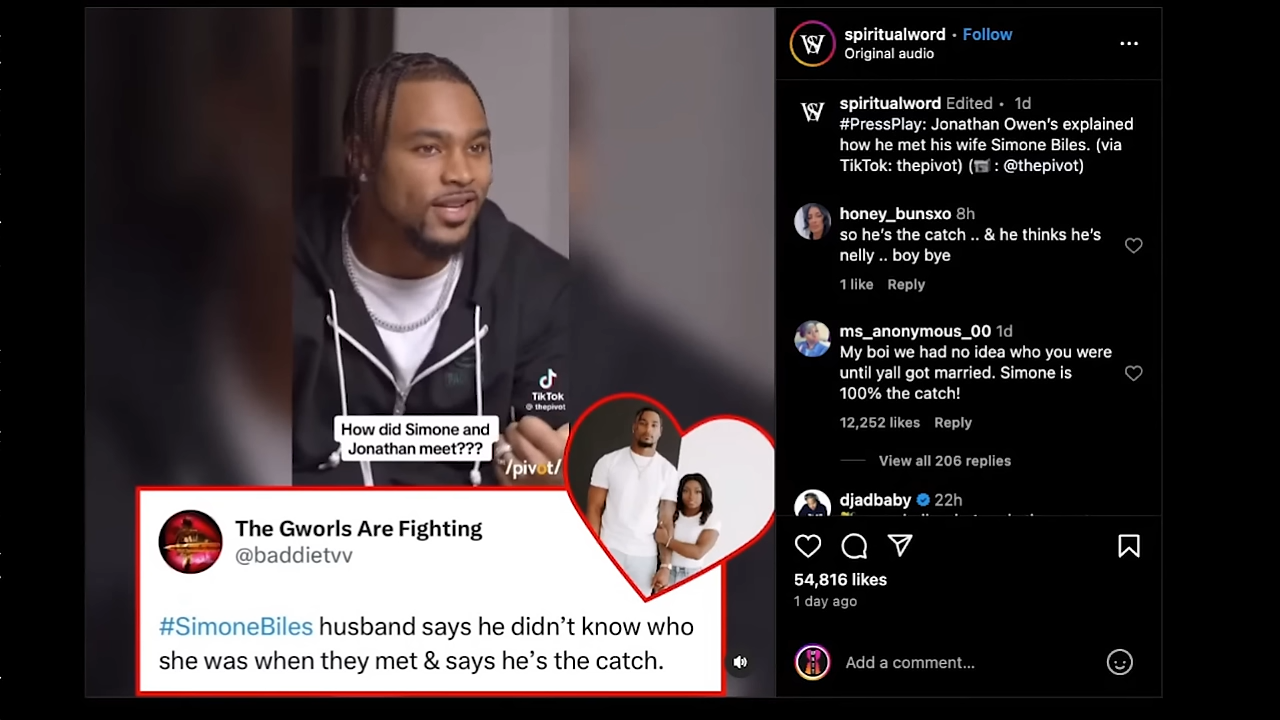 spiritualword • Follow
Original audio
spiritualword Edited • 1d
#PressPlay: Jonathan Owen's explained
how he met his wife Simone Biles. (via
TikTok: thepivot) (📹 : @thepivot)
honey_bunsxo 8h
so he's the catch .. & he thinks he's
nelly .. boy bye
1 like Reply
ms_anonymous_00 1d
My boi we had no idea who you were
until yall got married. Simone is
100% the catch!
12,252 likes Reply
View all 206 replies
djadbaby 22h
54,816 likes
1 day ago
Add a comment...
TikTok
@ thepivot
How did Simone and
Jonathan meet???
/pivot/
The Gworls Are Fighting
@baddietvv
#SimoneBiles husband says he didn't know who
she was when they met & says he's the catch.